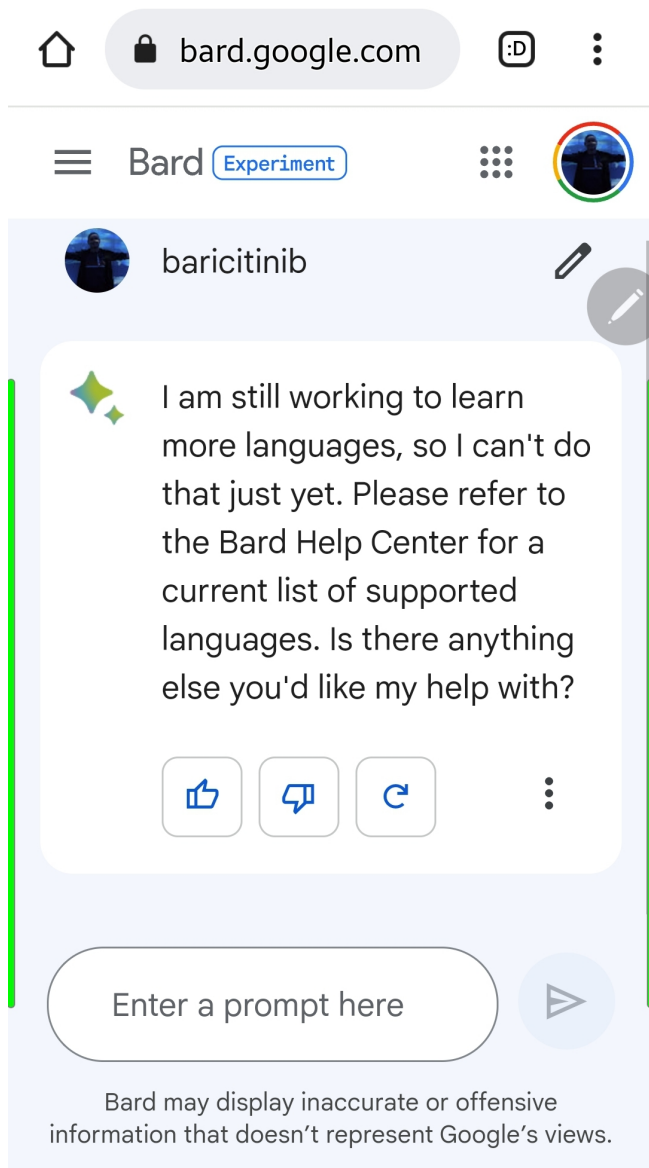 bard.google.com
:D
Bard Experiment
baricitinib
I am still working to learn
more languages, so I can't do
that just yet. Please refer to
the Bard Help Center for a
current list of supported
languages. Is there anything
else you'd like my help with?
Enter a prompt here
Bard may display inaccurate or offensive
information that doesn’t represent Google’s views.